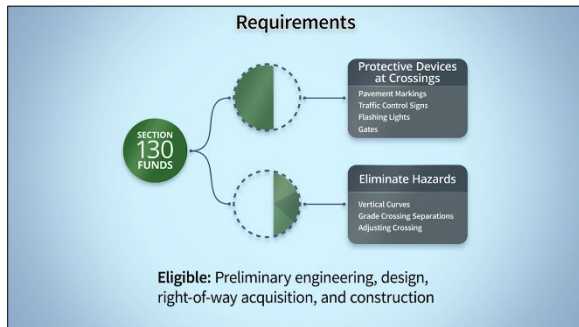 Requirements
SECTION
130
FUNDS
Protective Devices
at Crossings
Pavement Markings
Traffic Control Signs
Flashing Lights
Gates
Eliminate Hazards
Vertical Curves
Grade Crossing Separations
Adjusting Crossing
Eligible: Preliminary engineering, design,
right-of-way acquisition, and construction